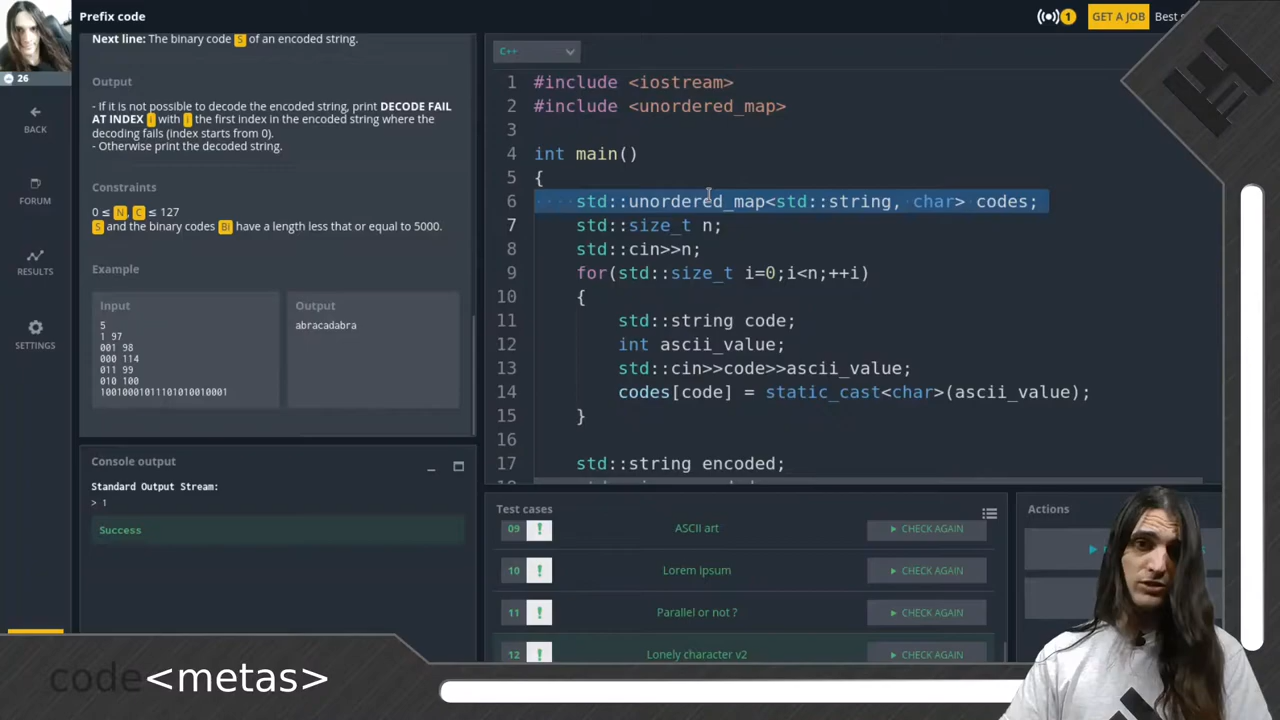 Prefix code
1
GET A JOB
Best
26
BACK
FORUM
RESULTS
SETTINGS
Next line: The binary code S of an encoded string.
Output
- If it is not possible to decode the encoded string, print DECODE FAIL
AT INDEX i with i the first index in the encoded string where the
decoding fails (index starts from 0).
- Otherwise print the decoded string.
Constraints
0 ≤ N, C ≤ 127
S and the binary codes Bi have a length less that or equal to 5000.
Example
Input
5
1 97
001 98
000 114
011 99
010 100
10010001011101010010001
Output
abracadabra
Console output
Standard Output Stream:
> 1
Success
C++
1 #include <iostream>
2 #include <unordered_map>
3
4 int main()
5 {
6 ····std::unordered_map<std::string, char> codes;
7 std::size_t n;
8 std::cin>>n;
9 for(std::size_t i=0;i<n;++i)
10 {
11 std::string code;
12 int ascii_value;
13 std::cin>>code>>ascii_value;
14 codes[code] = static_cast<char>(ascii_value);
15 }
16
17 std::string encoded;
Test cases
09 ! ASCII art ▶ CHECK AGAIN
10 ! Lorem ipsum ▶ CHECK AGAIN
11 ! Parallel or not ? ▶ CHECK AGAIN
12 ! Lonely character v2 ▶ CHECK AGAIN
Actions
code<metas>